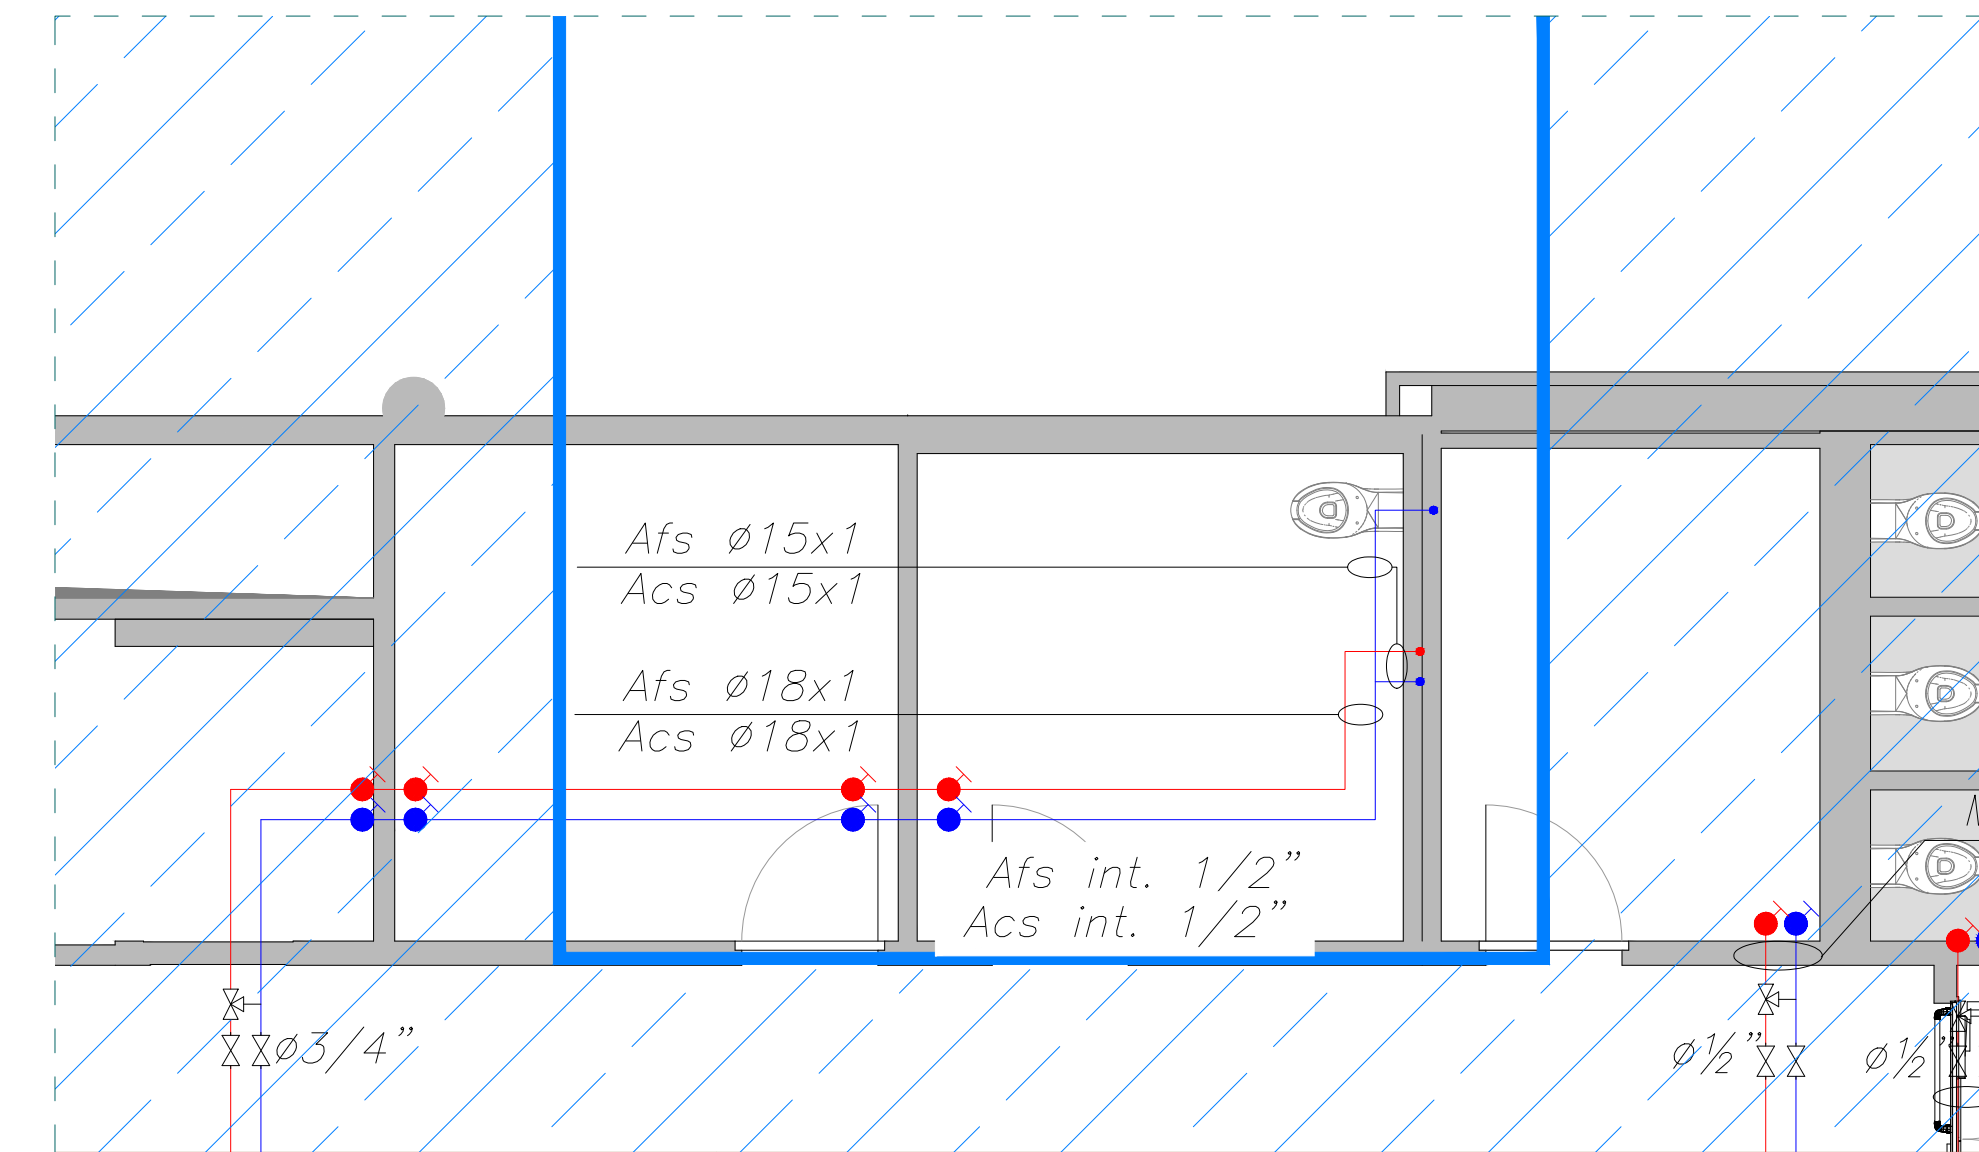 Afs ø15x1
Acs ø15x1
Afs ø18x1
Acs ø18x1
Afs int. 1/2”
Acs int. 1/2”
ø3/4”
ø½”
ø½”